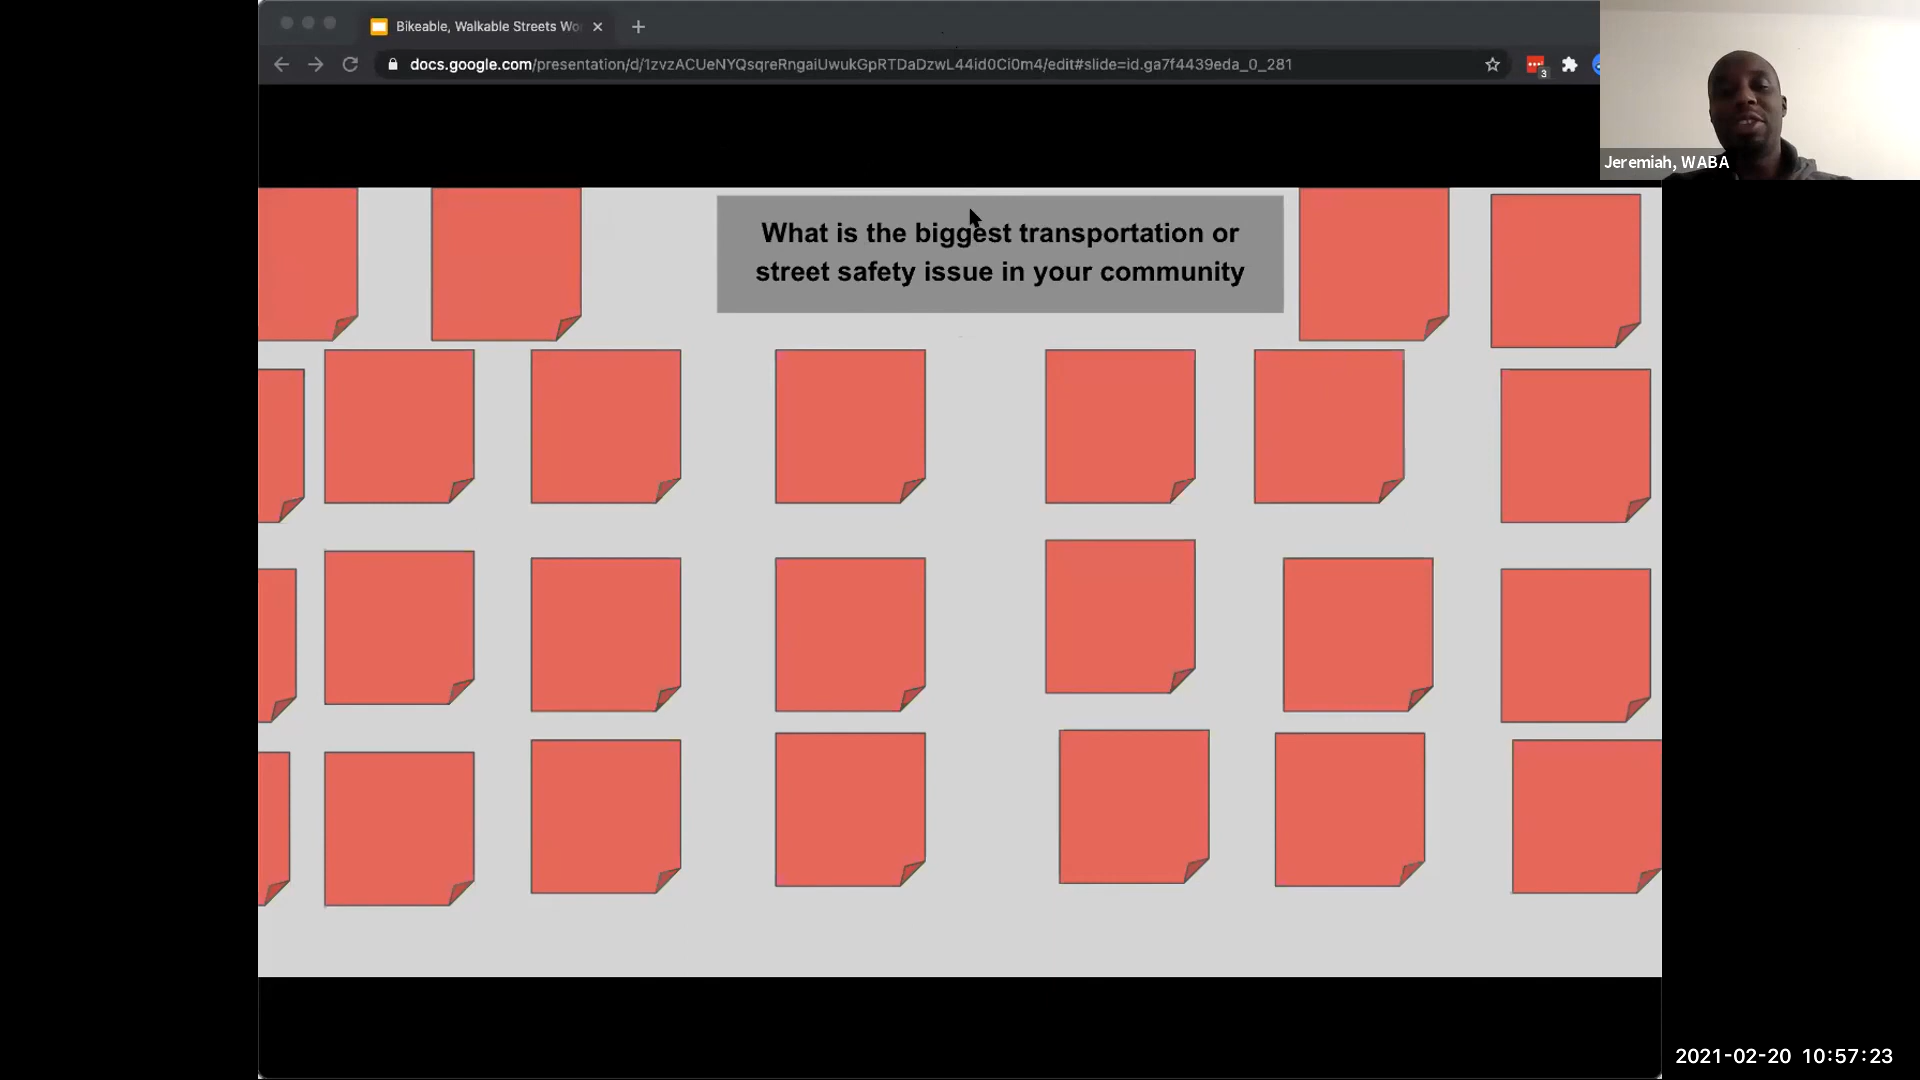 Bikeable, Walkable Streets Wo
docs.google.com/presentation/d/1zvzACUeNYQsqreRngaiUwukGpRTDaDzwL44id0Ci0m4/edit#slide=id.ga7f4439eda_0_281
3
Jeremiah, WABA
What is the biggest transportation or
street safety issue in your community
2021-02-20 10:57:23